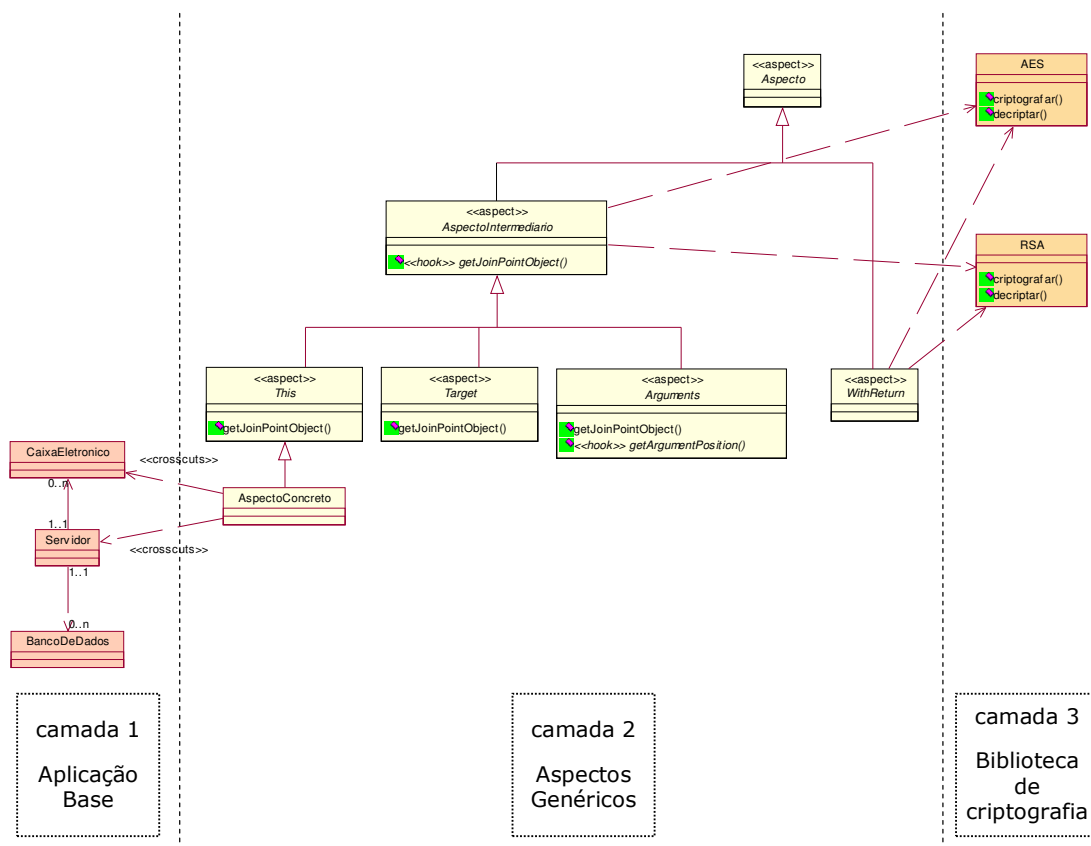 <<aspect>>
Aspecto
AES
criptografar()
decriptar()
<<aspect>>
AspectoIntermediario
<<hook>> getJoinPointObject()
RSA
criptografar()
decriptar()
<<aspect>>
This
getJoinPointObject()
<<aspect>>
Target
getJoinPointObject()
<<aspect>>
Arguments
getJoinPointObject()
<<hook>> getArgumentPosition()
<<aspect>>
WithReturn
CaixaEletronico
<<crosscuts>>
0..n
AspectoConcreto
1..1
Servidor
<<crosscuts>>
1..1
0..n
BancoDeDados
camada 1
Aplicação
Base
camada 2
Aspectos
Genéricos
camada 3
Biblioteca
de
criptografia